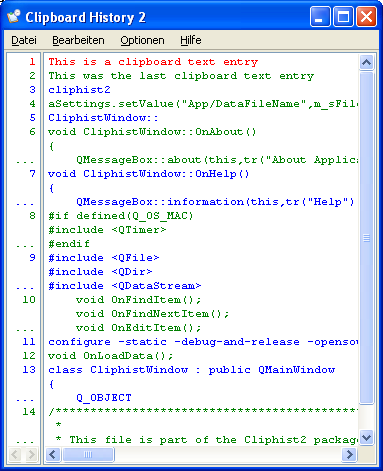 Clipboard History 2
Datei Bearbeiten Optionen Hilfe
1 This is a clipboard text entry
2 This was the last clipboard text entry
3 cliphist2
4 aSettings.setValue("App/DataFileName",m_sFil
5 CliphistWindow::
6 void CliphistWindow::OnAbout()
{
... QMessageBox::about(this,tr("About Applica
7 void CliphistWindow::OnHelp()
{
... QMessageBox::information(this,tr("Help")
8 #if defined(Q_OS_MAC)
#include <QTimer>
... #endif
9 #include <QFile>
#include <QDir>
... #include <QDataStream>
10 void OnFindItem();
void OnFindNextItem();
... void OnEditItem();
11 configure -static -debug-and-release -opensou
12 void OnLoadData();
13 class CliphistWindow : public QMainWindow
{
... Q_OBJECT
14 /********************************************
*
... * This file is part of the Cliphist2 package